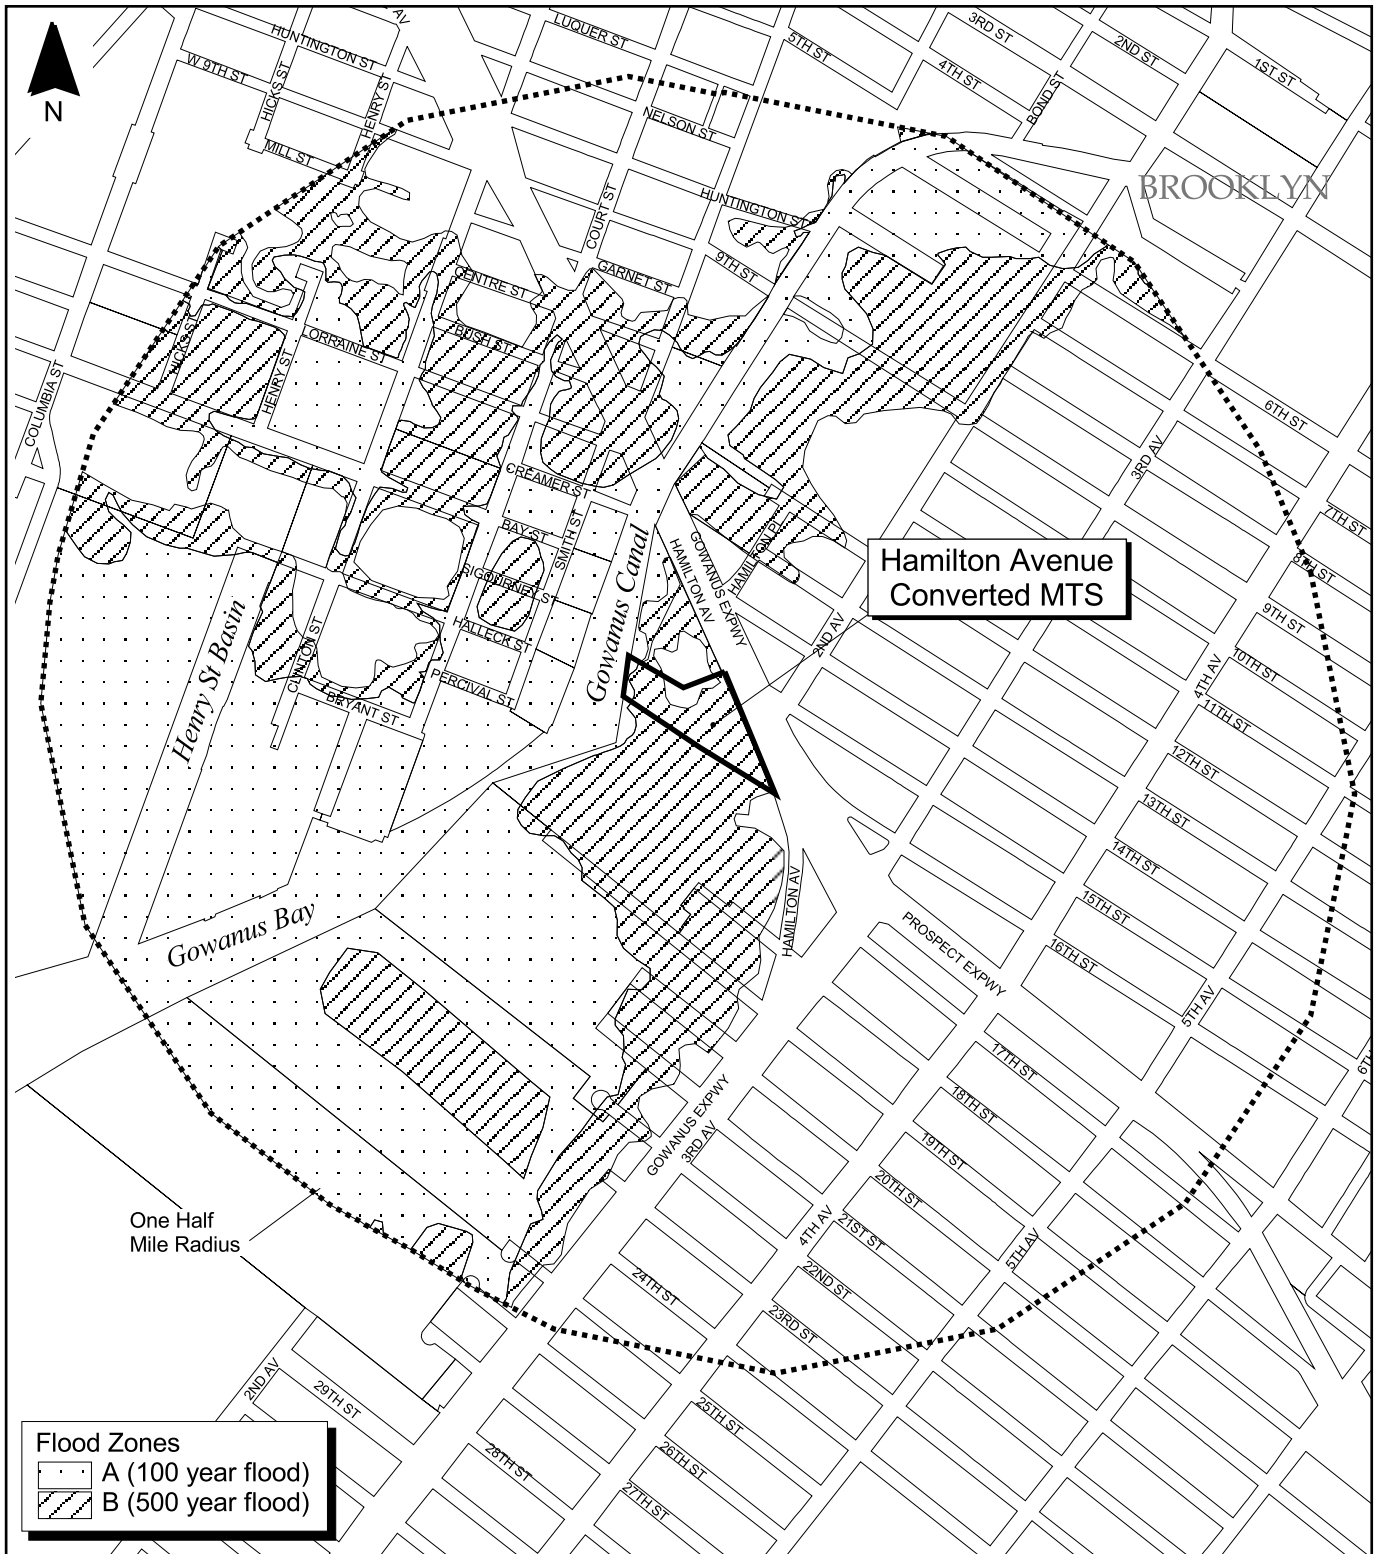 AV
LUQUER ST
3RD ST
2ND ST
HUNTINGTON ST
5TH ST
1ST ST
W 9TH ST
HICKS ST
HENRY ST
4TH ST
BOND ST
N
NELSON ST
MILL ST
BROOKLYN
COURT ST
HUNTINGTON ST
GARNET ST
9TH ST
CENTRE ST
BUSH ST
LORRAINE ST
HICKS ST
HENRY ST
COLUMBIA ST
6TH ST
3RD AV
CREAMER ST
7TH ST
BAY ST
SMITH ST
Gowanus Canal
HAMILTON AV
GOWANUS EXPWY
HAMILTON PL
Hamilton Avenue
Converted MTS
8TH ST
SIGOURNEY ST
9TH ST
HALLECK ST
2ND AV
Henry St Basin
CLINTON ST
10TH ST
PERCIVAL ST
4TH AV
BRYANT ST
11TH ST
12TH ST
13TH ST
14TH ST
HAMILTON AV
15TH ST
Gowanus Bay
PROSPECT EXPWY
16TH ST
5TH AV
17TH ST
6TH
18TH ST
GOWANUS EXPWY
3RD AV
19TH ST
20TH ST
One Half
Mile Radius
4TH AV
21ST ST
5TH AV
24TH ST
22ND ST
23RD ST
2ND AV
29TH ST
25TH ST
28TH ST
26TH ST
27TH ST
Flood Zones
A (100 year flood)
B (500 year flood)